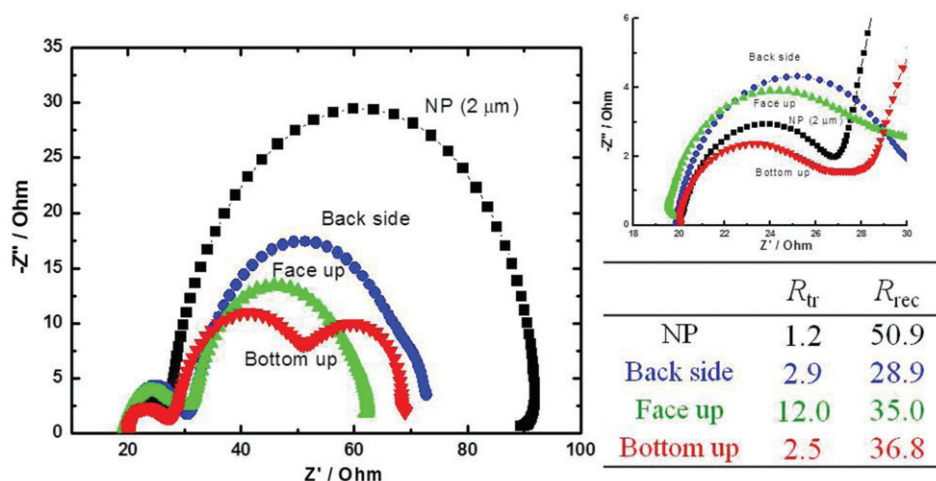 35
30
25
20
15
10
5
0
-Z" / Ohm
NP (2 μm)
Back side
Face up
Bottom up
20
40
60
80
100
Z' / Ohm
6
4
2
0
-Z" / Ohm
Back side
Face up
NP (2 μm)
Bottom up
18
20
22
24
26
28
30
Z' / Ohm
Rtr Rrec
NP 1.2 50.9
Back side 2.9 28.9
Face up 12.0 35.0
Bottom up 2.5 36.8